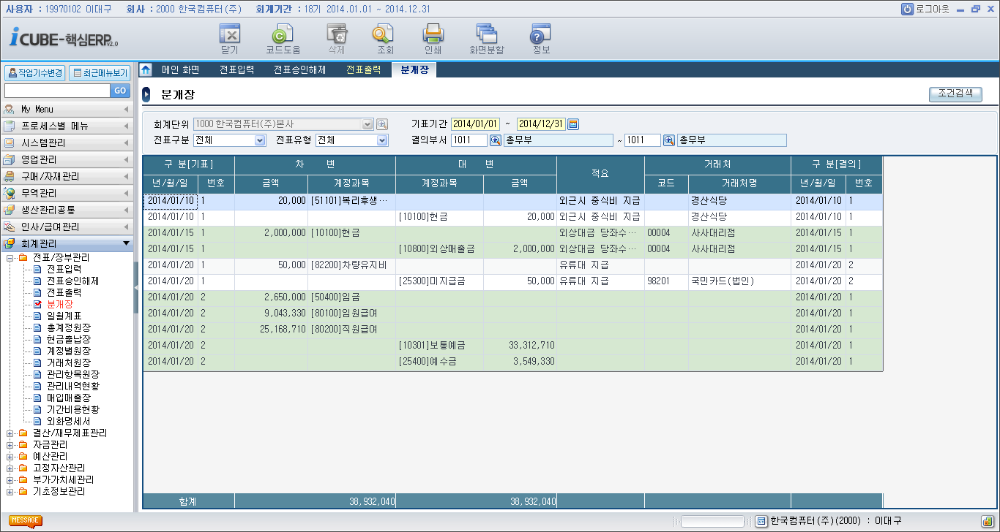 사용자 : 19970102 이대구 회사 : 2000 한국컴퓨터(주) 회계기간 : 18기 2014.01.01 ~ 2014.12.31 로그아웃
iCUBE-핵심ERP v2.0
닫기 코드도움 삭제 조회 인쇄 화면분할 정보
작업기수변경 최근메뉴보기
GO
My Menu
프로세스별 메뉴
시스템관리
영업관리
구매/자재관리
무역관리
생산관리공통
인사/급여관리
회계관리
전표/장부관리
전표입력
전표승인해제
전표출력
분개장
일월계표
총계정원장
현금출납장
계정별원장
거래처원장
관리항목원장
관리내역현황
매입매출장
기간비용현황
외화명세서
결산/재무제표관리
자금관리
예산관리
고정자산관리
부가가치세관리
기초정보관리
메인 화면 전표입력 전표승인해제 전표출력 분개장
분개장 조건검색
회계단위 1000 한국컴퓨터(주)본사 기표기간 2014/01/01 ~ 2014/12/31
전표구분 전체 전표유형 전체 결의부서 1011 총무부 ~ 1011 총무부
구 분[기표] 차 변 대 변 적요 거래처 구 분[결의]
년/월/일 번호 금액 계정과목 계정과목 금액 코드 거래처명 년/월/일 번호
2014/01/10 1 20,000 [51101]복리후생… 외근시 중식비 지급 경산식당 2014/01/10 1
2014/01/10 1 [10100]현금 20,000 외근시 중식비 지급 경산식당 2014/01/10 1
2014/01/15 1 2,000,000 [10100]현금 외상대금 당좌수… 00004 사사대리점 2014/01/15 1
2014/01/15 1 [10800]외상매출금 2,000,000 외상대금 당좌수… 00004 사사대리점 2014/01/15 1
2014/01/20 1 50,000 [82200]차량유지비 유류대 지급 2014/01/20 2
2014/01/20 1 [25300]미지급금 50,000 유류대 지급 98201 국민카드(법인) 2014/01/20 2
2014/01/20 2 2,650,000 [50400]임금 2014/01/20 1
2014/01/20 2 9,043,330 [80100]임원급여 2014/01/20 1
2014/01/20 2 25,168,710 [80200]직원급여 2014/01/20 1
2014/01/20 2 [10301]보통예금 33,312,710 2014/01/20 1
2014/01/20 2 [25400]예수금 3,549,330 2014/01/20 1
합계 38,932,040 38,932,040
MESSAGE 한국컴퓨터(주)(2000) : 이대구